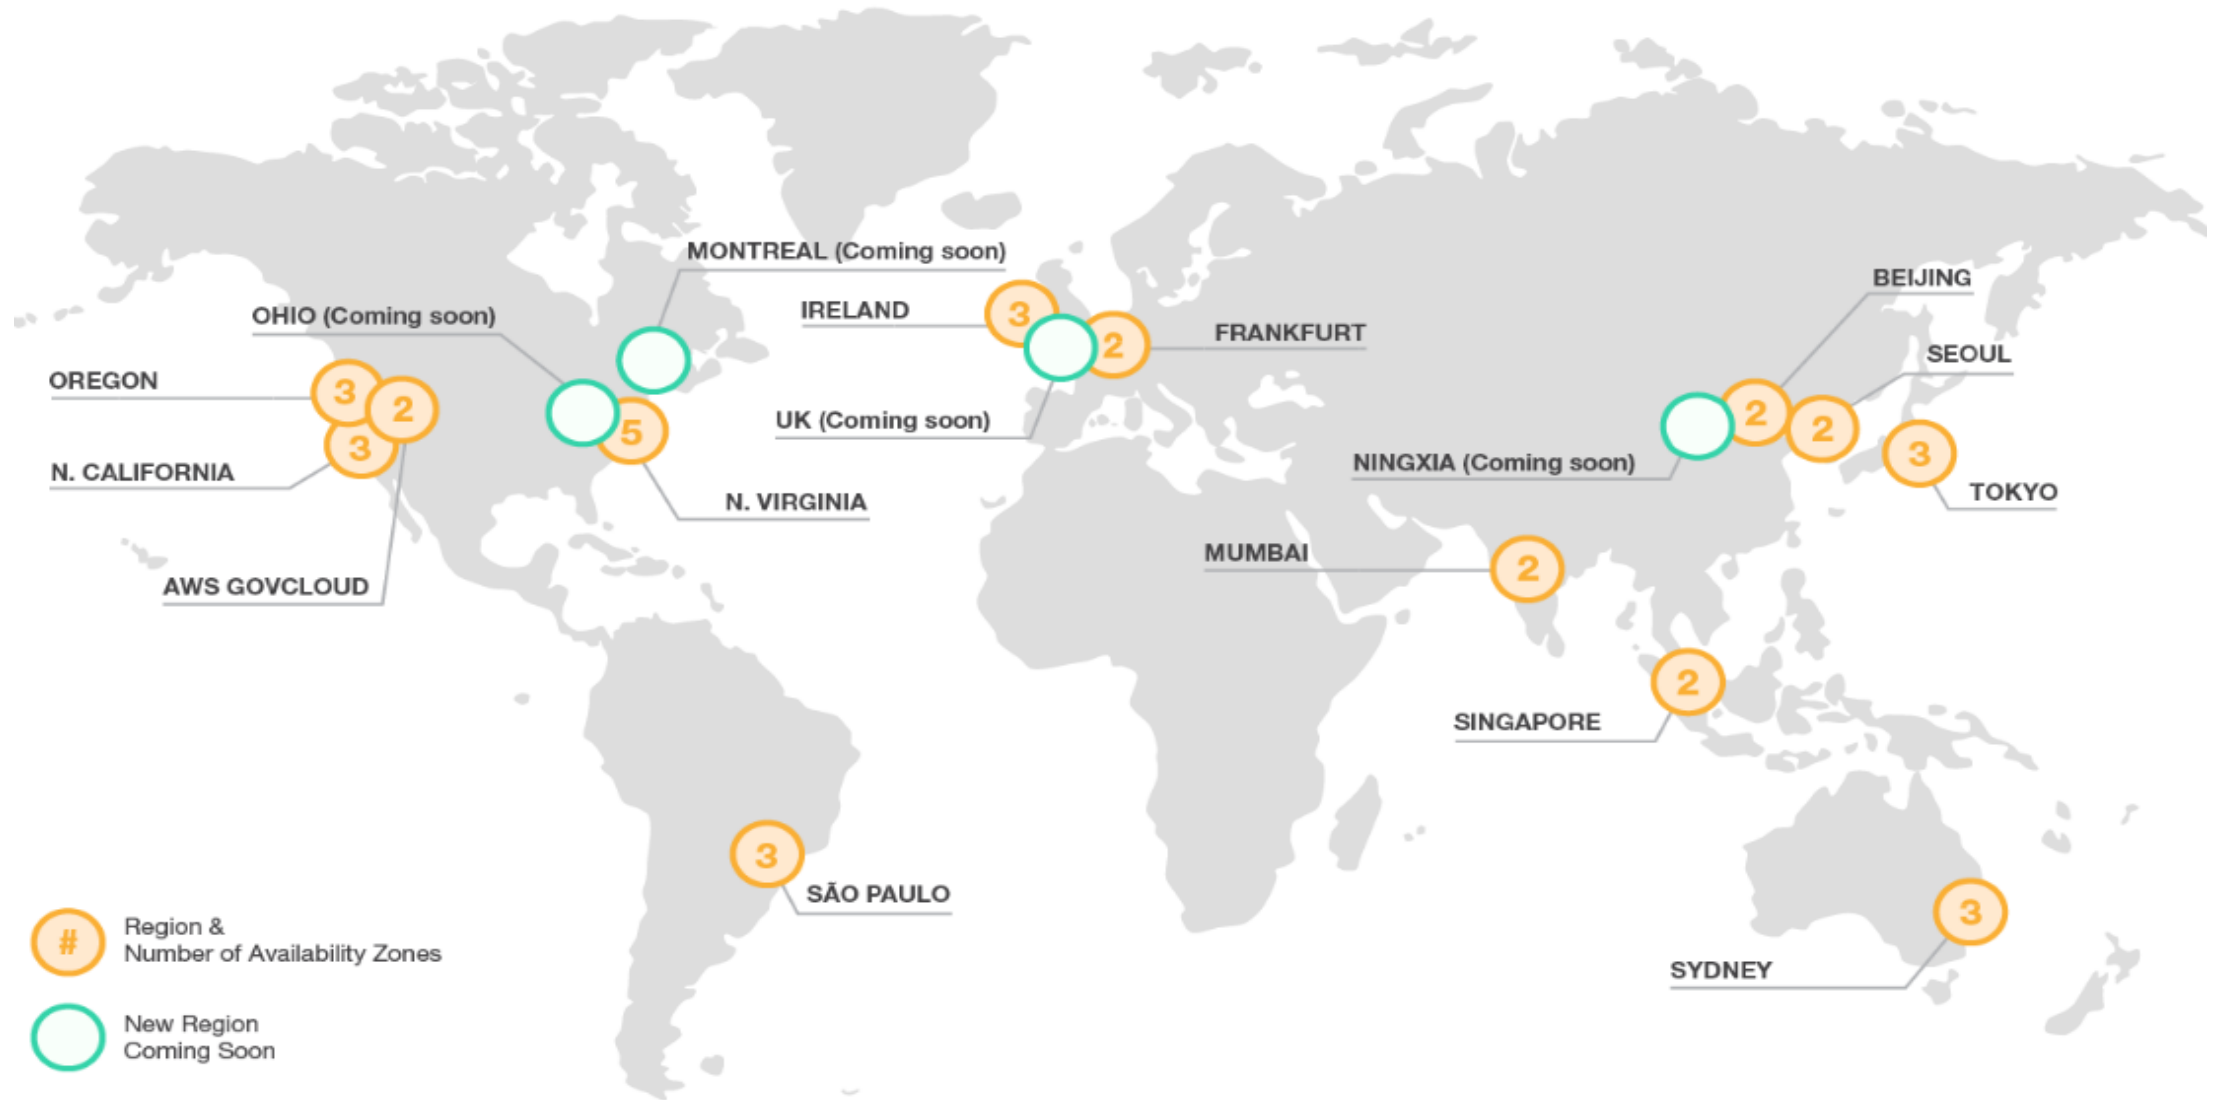 MONTREAL (Coming soon)
OHIO (Coming soon)
IRELAND
3
FRANKFURT
2
BEIJING
2
SEOUL
2
OREGON
3
2
3
N. CALIFORNIA
5
N. VIRGINIA
UK (Coming soon)
NINGXIA (Coming soon)
3
TOKYO
AWS GOVCLOUD
MUMBAI
2
2
SINGAPORE
3
SÃO PAULO
3
SYDNEY
#
Region &
Number of Availability Zones
New Region
Coming Soon